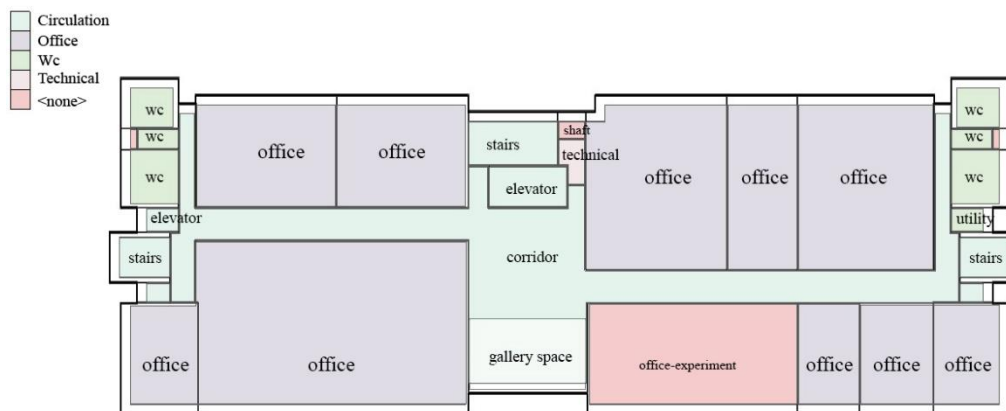 Circulation
Office
Wc
Technical
<none>
wc
wc
wc
office
office
stairs
shaft
technical
elevator
office
office
office
wc
wc
wc
elevator
utility
stairs
corridor
stairs
office
office
gallery space
office-experiment
office
office
office